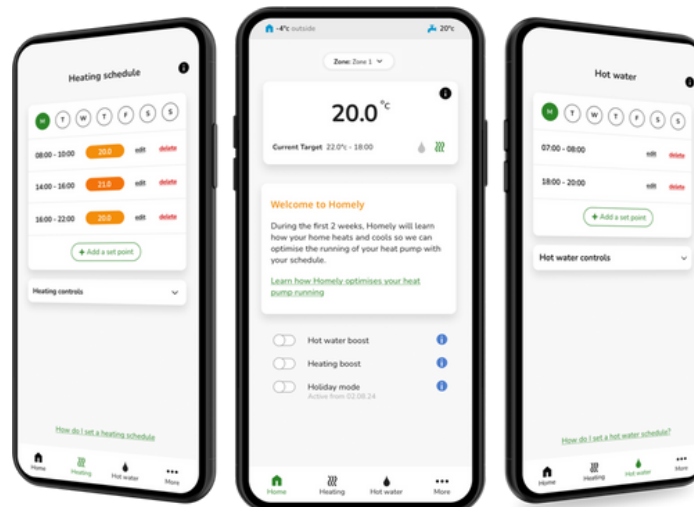 Heating schedule
i
M T W T F S S
08:00 - 10:00 20.0 edit delete
14:00 - 16:00 21.0 edit delete
16:00 - 22:00 20.0 edit delete
+ Add a set point
Heating controls
How do I set a heating schedule
Home Heating Hot water More
-4°c outside 20°c
Zone: Zone 1
i
20.0 °c
Current Target 22.0°c - 18:00
Welcome to Homely
During the first 2 weeks, Homely will learn
how your home heats and cools so we can
optimise the running of your heat pump with
your schedule.
Learn how Homely optimises your heat
pump running
Hot water boost i
Heating boost i
Holiday mode i
Active from 02.08.24
Home Heating Hot water More
Hot water
i
M T W T F S S
07:00 - 08:00 edit delete
18:00 - 20:00 edit delete
+ Add a set point
Hot water controls
How do I set a hot water schedule?
Home Heating Hot water More